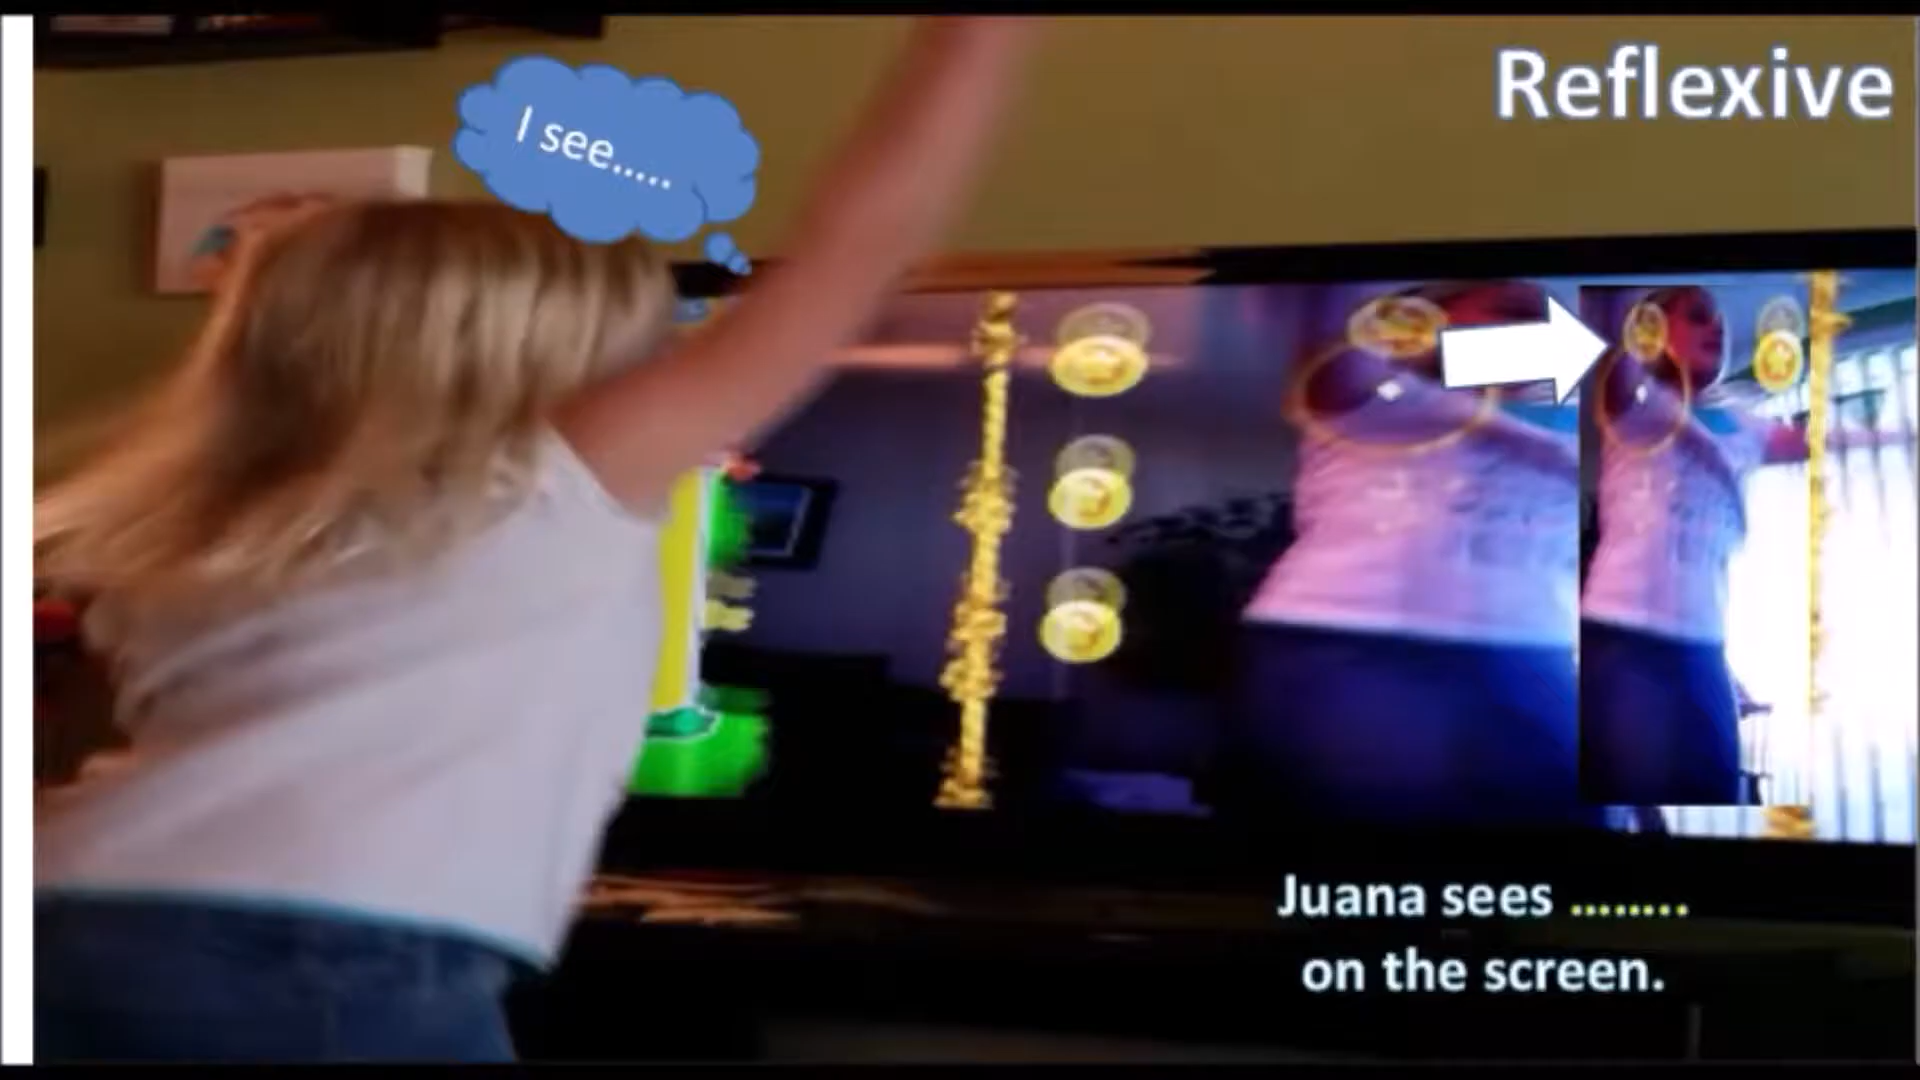 Reflexive
I see.....
Juana sees ........
on the screen.